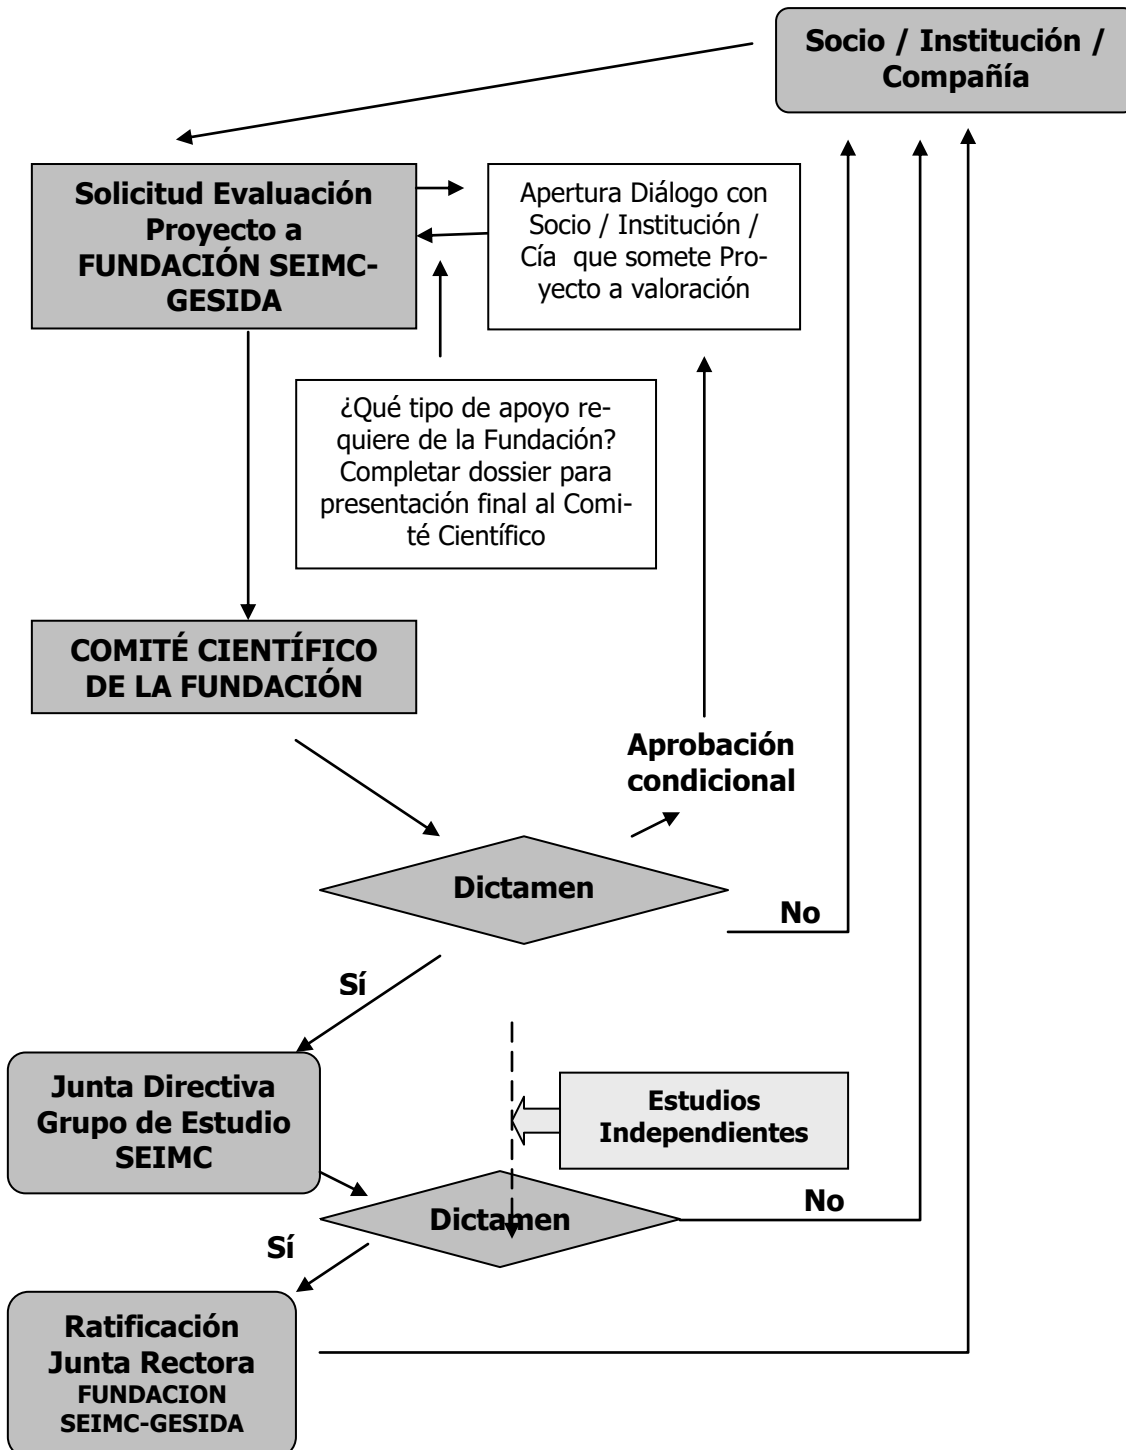 Socio / Institución /
Compañía
Solicitud Evaluación
Proyecto a
FUNDACIÓN SEIMC-
GESIDA
Apertura Diálogo con
Socio / Institución /
Cía que somete Pro-
yecto a valoración
¿Qué tipo de apoyo re-
quiere de la Fundación?
Completar dossier para
presentación final al Comi-
té Científico
COMITÉ CIENTÍFICO
DE LA FUNDACIÓN
Aprobación
condicional
Dictamen
No
Sí
Junta Directiva
Grupo de Estudio
SEIMC
Estudios
Independientes
Dictamen
No
Sí
Ratificación
Junta Rectora
FUNDACION
SEIMC-GESIDA